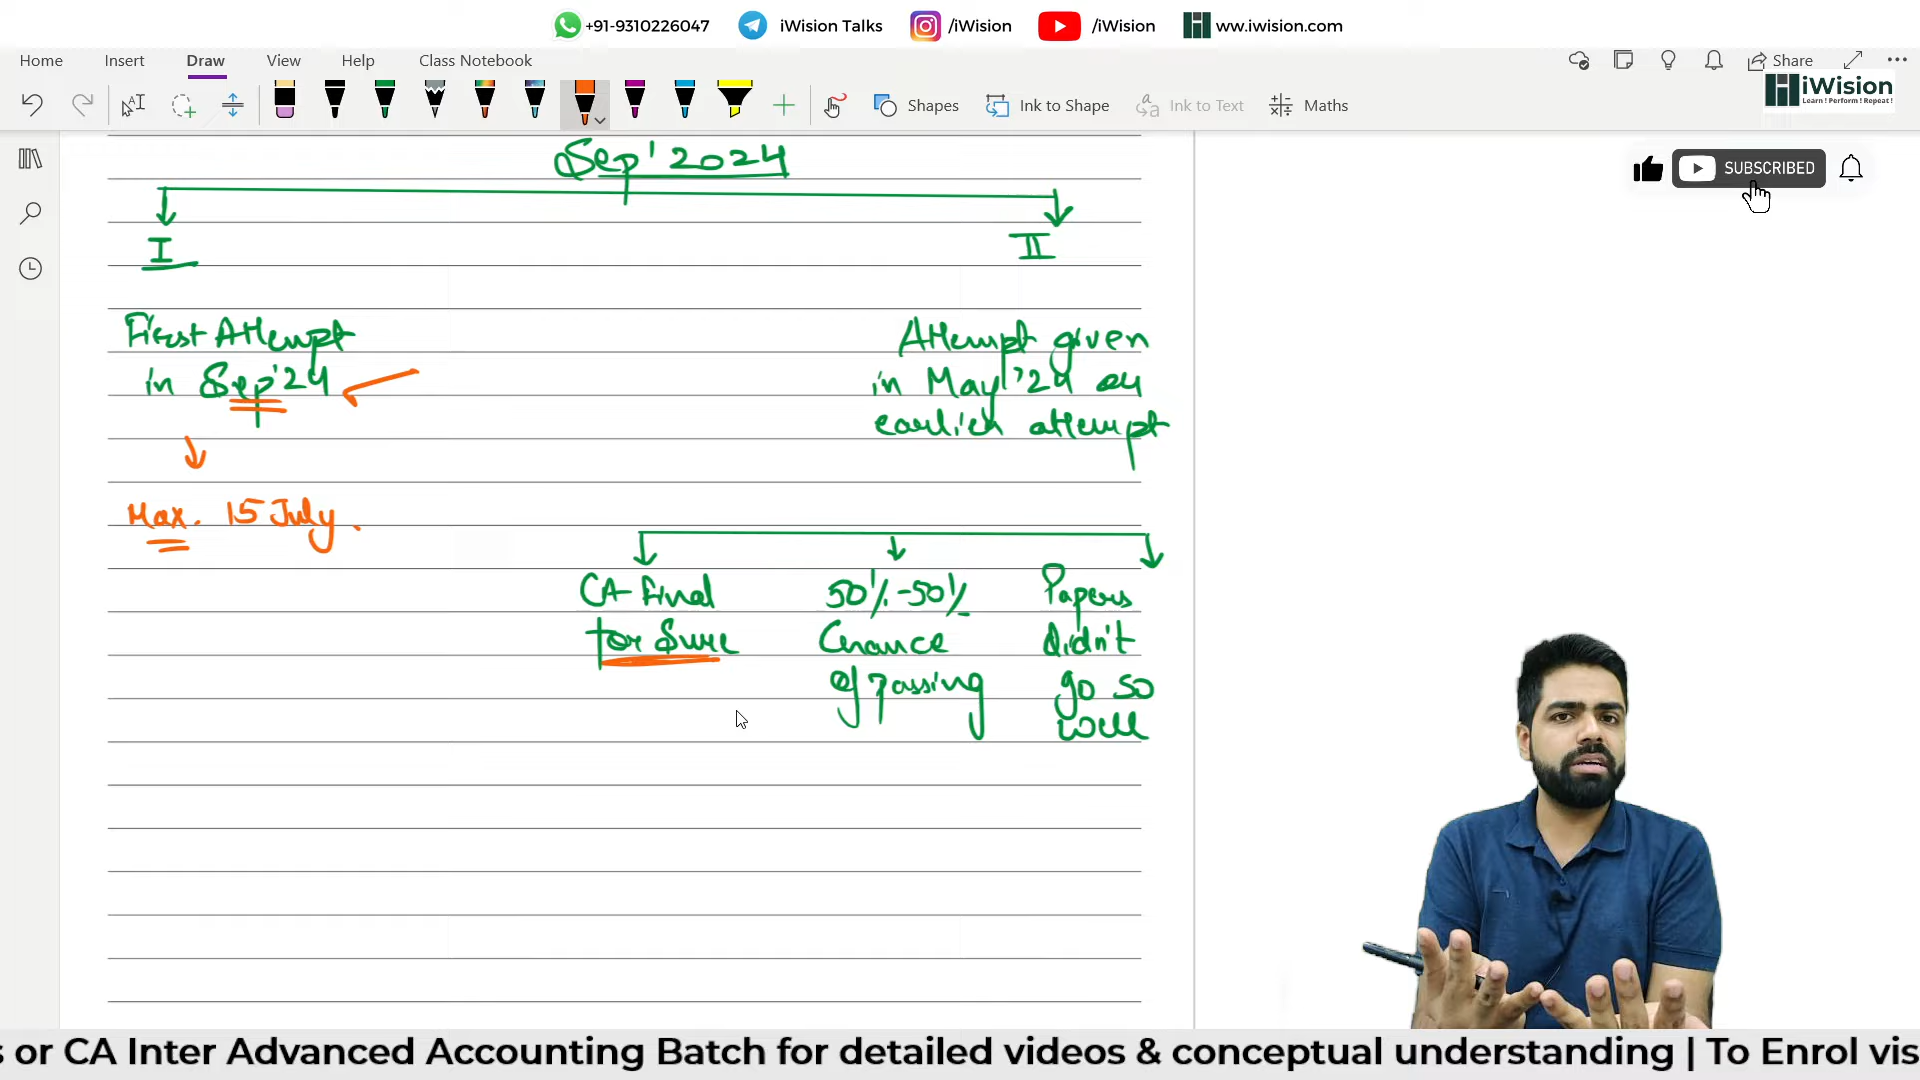 +91-9310226047 iWision Talks /iWision /iWision ww.iwision.com
Home Insert Draw View Help Class Notebook Share
Shapes Ink to Shape Ink to Text Maths
iWision
Learn ! Perform ! Repeat !
SUBSCRIBED
Sep' 2024
I II
First Attempt
in Sep'24
Max. 15 July.
Attempt given
in May '24 or
earlier attempt
CA-Final
for Sure
50%-50%
Chance
of passing
Papers
didn't
go so
well
s or CA Inter Advanced Accounting Batch for detailed videos & conceptual understanding | To Enrol vis